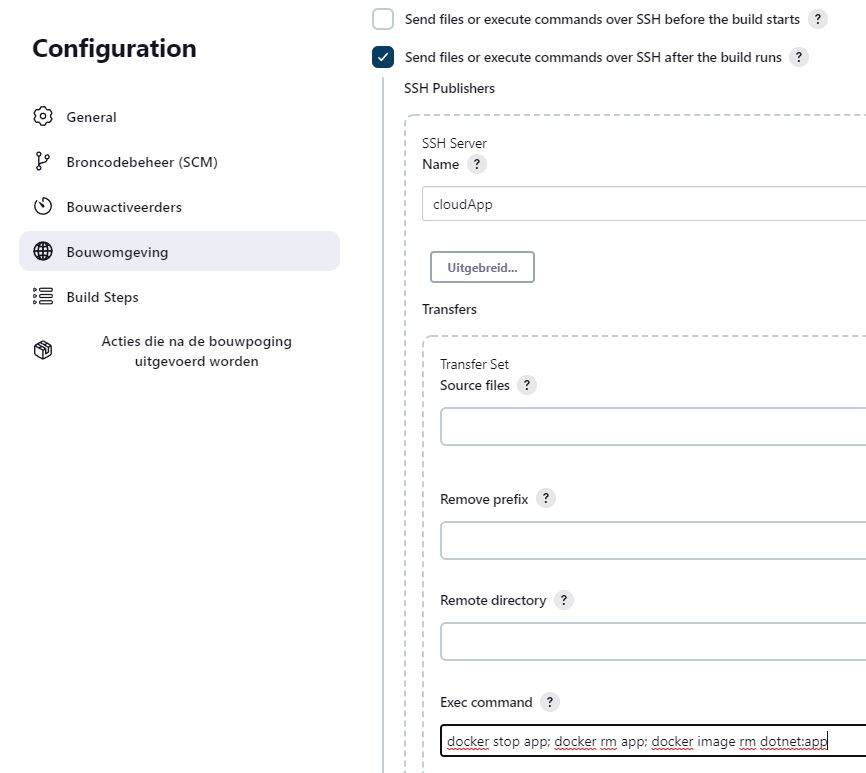 Configuration
General
Broncodebeheer (SCM)
Bouwactiveerders
Bouwomgeving
Build Steps
Acties die na de bouwpoging
uitgevoerd worden
Send files or execute commands over SSH before the build starts ?
Send files or execute commands over SSH after the build runs ?
SSH Publishers
SSH Server
Name ?
cloudApp
Uitgebreid...
Transfers
Transfer Set
Source files ?
Remove prefix ?
Remote directory ?
Exec command ?
docker stop app; docker rm app; docker image rm dotnet:app